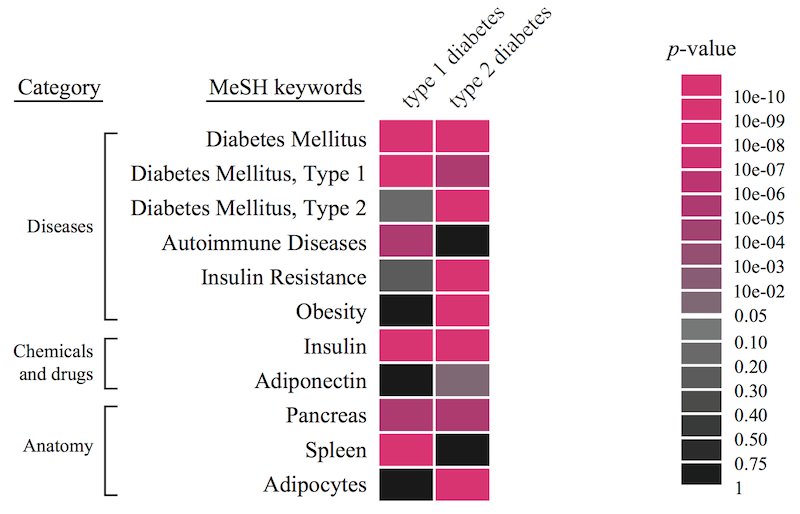 Category
MeSH keywords
type 1 diabetes
type 2 diabetes
p-value
Diseases
Diabetes Mellitus
Diabetes Mellitus, Type 1
Diabetes Mellitus, Type 2
Autoimmune Diseases
Insulin Resistance
Obesity
Chemicals
and drugs
Insulin
Adiponectin
Anatomy
Pancreas
Spleen
Adipocytes
10e-10
10e-09
10e-08
10e-07
10e-06
10e-05
10e-04
10e-03
10e-02
0.05
0.10
0.20
0.30
0.40
0.50
0.75
1